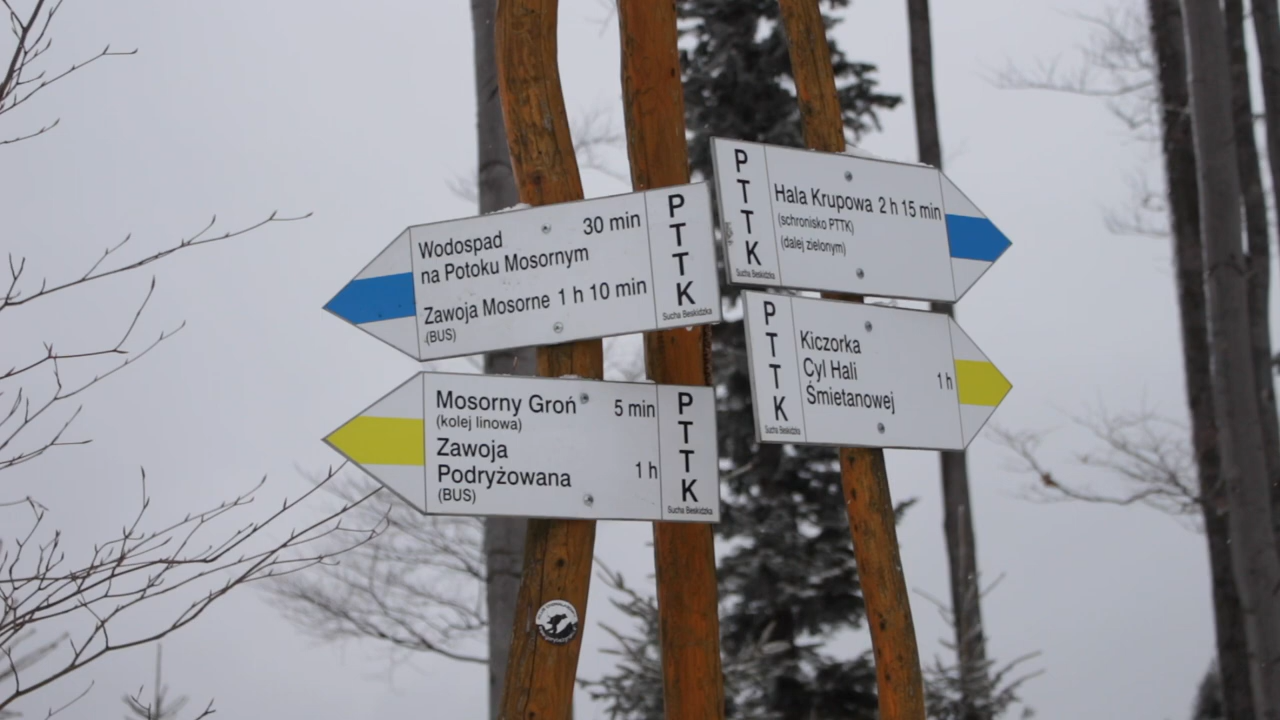 Wodospad 30 min
na Potoku Mosornym
Zawoja Mosorne 1 h 10 min
(BUS)
PTTK
Sucha Beskidzka
Mosorny Groń 5 min
(kolej linowa)
Zawoja
Podryżowana 1 h
(BUS)
PTTK
Sucha Beskidzka
PTTK
Sucha Beskidzka
Hala Krupowa 2 h 15 min
(schronisko PTTK)
(dalej zielonym)
PTTK
Sucha Beskidzka
Kiczorka
Cyl Hali 1 h
Śmietanowej